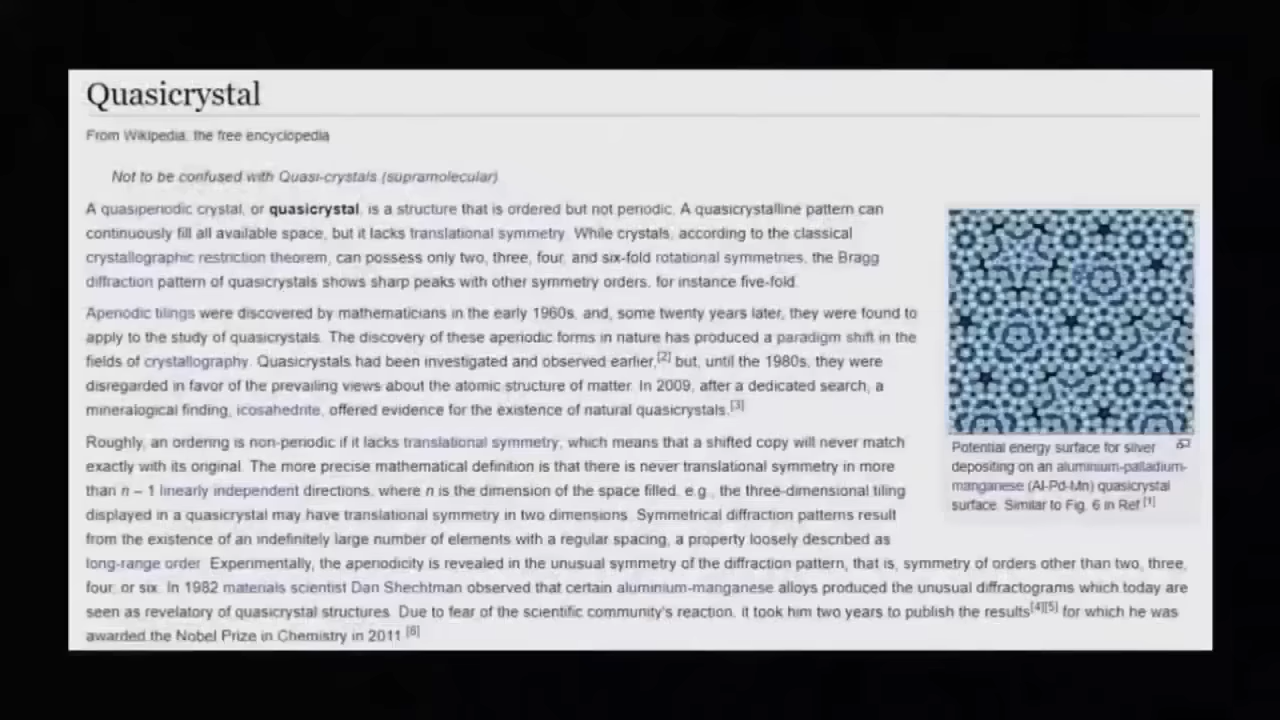 Quasicrystal
From Wikipedia, the free encyclopedia
Not to be confused with Quasi-crystals (supramolecular)
A quasiperiodic crystal, or quasicrystal, is a structure that is ordered but not periodic. A quasicrystalline pattern can
continuously fill all available space, but it lacks translational symmetry. While crystals, according to the classical
crystallographic restriction theorem, can possess only two, three, four, and six-fold rotational symmetries, the Bragg
diffraction pattern of quasicrystals shows sharp peaks with other symmetry orders, for instance five-fold.
Aperiodic tilings were discovered by mathematicians in the early 1960s, and, some twenty years later, they were found to
apply to the study of quasicrystals. The discovery of these aperiodic forms in nature has produced a paradigm shift in the
fields of crystallography. Quasicrystals had been investigated and observed earlier,[2] but, until the 1980s, they were
disregarded in favor of the prevailing views about the atomic structure of matter. In 2009, after a dedicated search, a
mineralogical finding, icosahedrite, offered evidence for the existence of natural quasicrystals.[3]
Roughly, an ordering is non-periodic if it lacks translational symmetry, which means that a shifted copy will never match
exactly with its original. The more precise mathematical definition is that there is never translational symmetry in more
than n – 1 linearly independent directions, where n is the dimension of the space filled, e.g., the three-dimensional tiling
displayed in a quasicrystal may have translational symmetry in two dimensions. Symmetrical diffraction patterns result
from the existence of an indefinitely large number of elements with a regular spacing, a property loosely described as
long-range order. Experimentally, the aperiodicity is revealed in the unusual symmetry of the diffraction pattern, that is, symmetry of orders other than two, three,
four, or six. In 1982 materials scientist Dan Shechtman observed that certain aluminium-manganese alloys produced the unusual diffractograms which today are
seen as revelatory of quasicrystal structures. Due to fear of the scientific community's reaction, it took him two years to publish the results[4][5] for which he was
awarded the Nobel Prize in Chemistry in 2011.[6]
Potential energy surface for silver
depositing on an aluminium-palladium-
manganese (Al-Pd-Mn) quasicrystal
surface. Similar to Fig. 6 in Ref.[1]